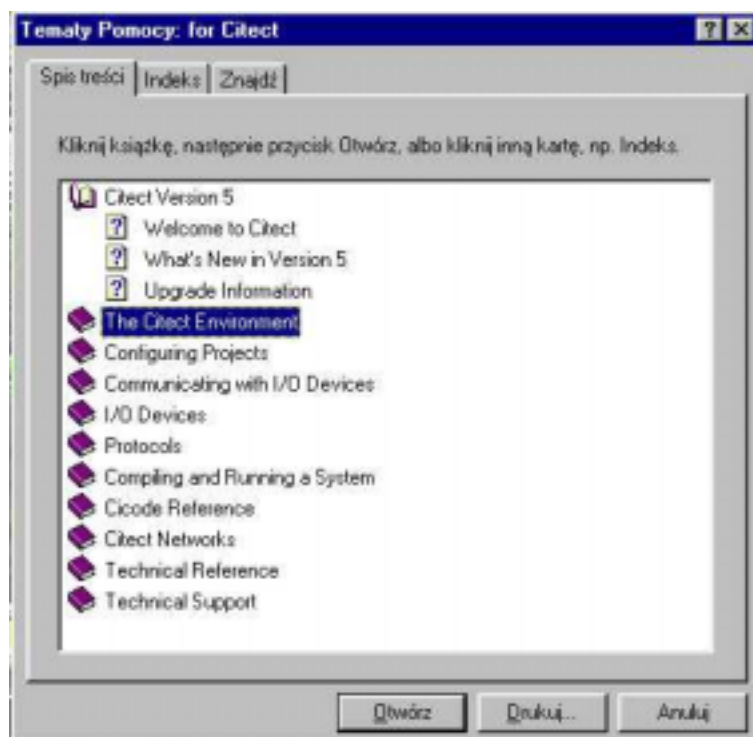 Tematy Pomocy: for Citect
Spis treści Indeks Znajdź
Kliknij książkę, następnie przycisk Otwórz, albo kliknij inną kartę, np. Indeks.
Citect Version 5
? Welcome to Citect
? What's New in Version 5
? Upgrade Information
The Citect Environment
Configuring Projects
Communicating with I/O Devices
I/O Devices
Protocols
Compiling and Running a System
Cicode Reference
Citect Networks
Technical Reference
Technical Support
Otwórz Drukuj... Anuluj